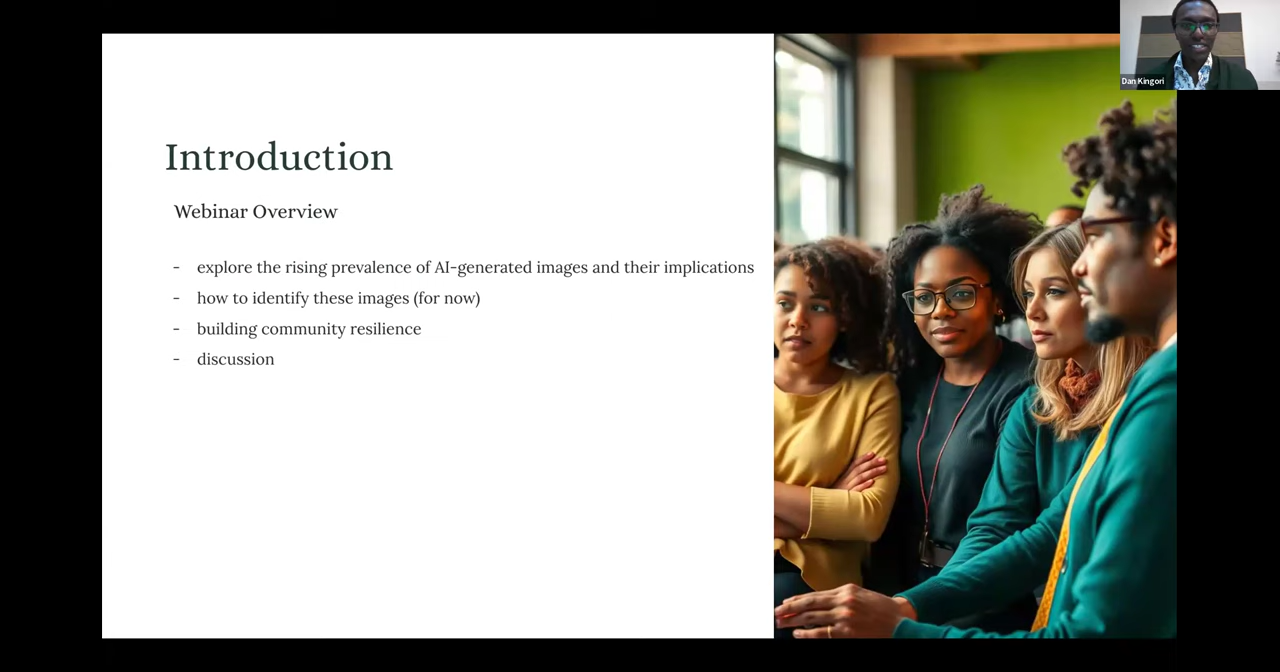 Introduction
Webinar Overview
- explore the rising prevalence of AI-generated images and their implications
- how to identify these images (for now)
- building community resilience
- discussion
Dan Kingori